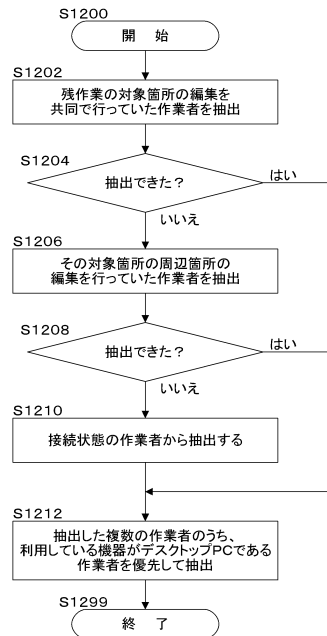 S1200
開　始
S1202
残作業の対象箇所の編集を
共同で行っていた作業者を抽出
S1204
抽出できた？
はい
いいえ
S1206
その対象箇所の周辺箇所の
編集を行っていた作業者を抽出
S1208
抽出できた？
はい
いいえ
S1210
接続状態の作業者から抽出する
S1212
抽出した複数の作業者のうち、
利用している機器がデスクトップPCである
作業者を優先して抽出
S1299
終　了